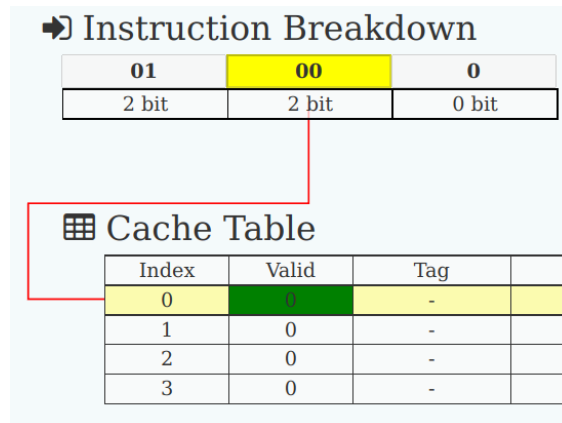 Instruction Breakdown
01 00 0
2 bit 2 bit 0 bit
Cache Table
Index Valid Tag
0 0 -
1 0 -
2 0 -
3 0 -